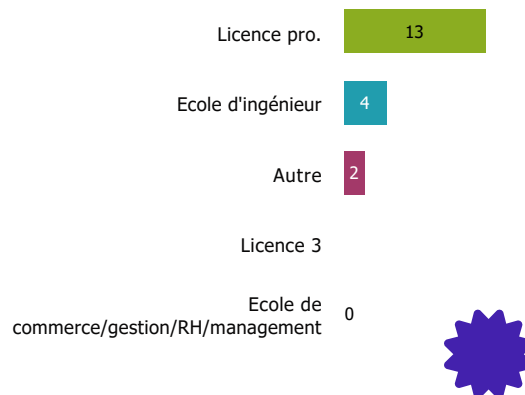 Licence pro.
13
Ecole d'ingénieur
4
Autre
2
Licence 3
Ecole de
commerce/gestion/RH/management
0